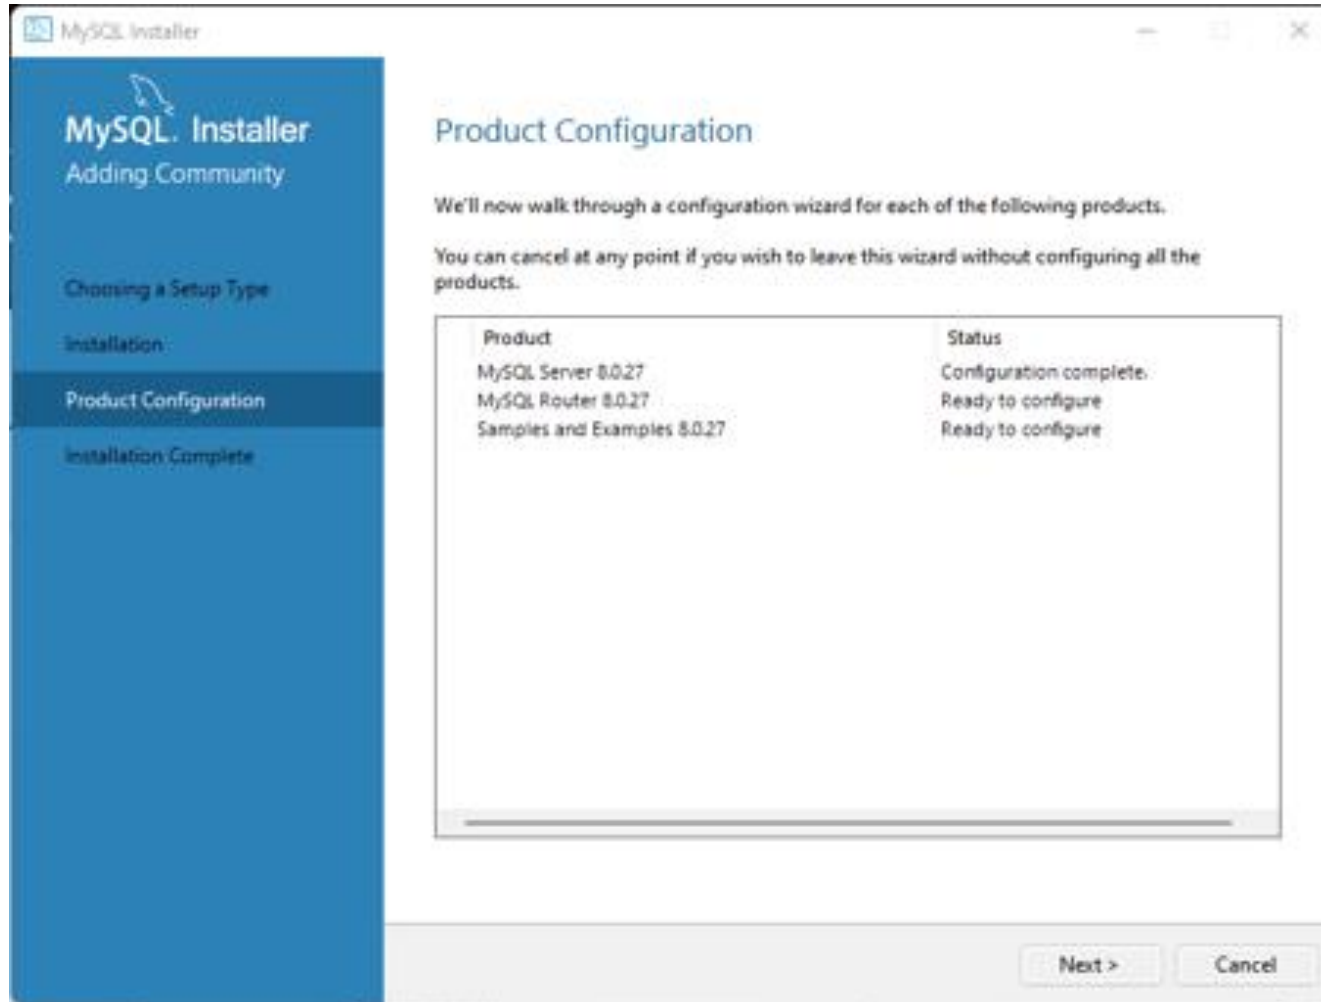 MySQL Installer
MySQL. Installer
Adding Community
Choosing a Setup Type
Installation
Product Configuration
Installation Complete
Product Configuration
We'll now walk through a configuration wizard for each of the following products.
You can cancel at any point if you wish to leave this wizard without configuring all the
products.
Product Status
MySQL Server 8.0.27 Configuration complete.
MySQL Router 8.0.27 Ready to configure
Samples and Examples 8.0.27 Ready to configure
Next > Cancel